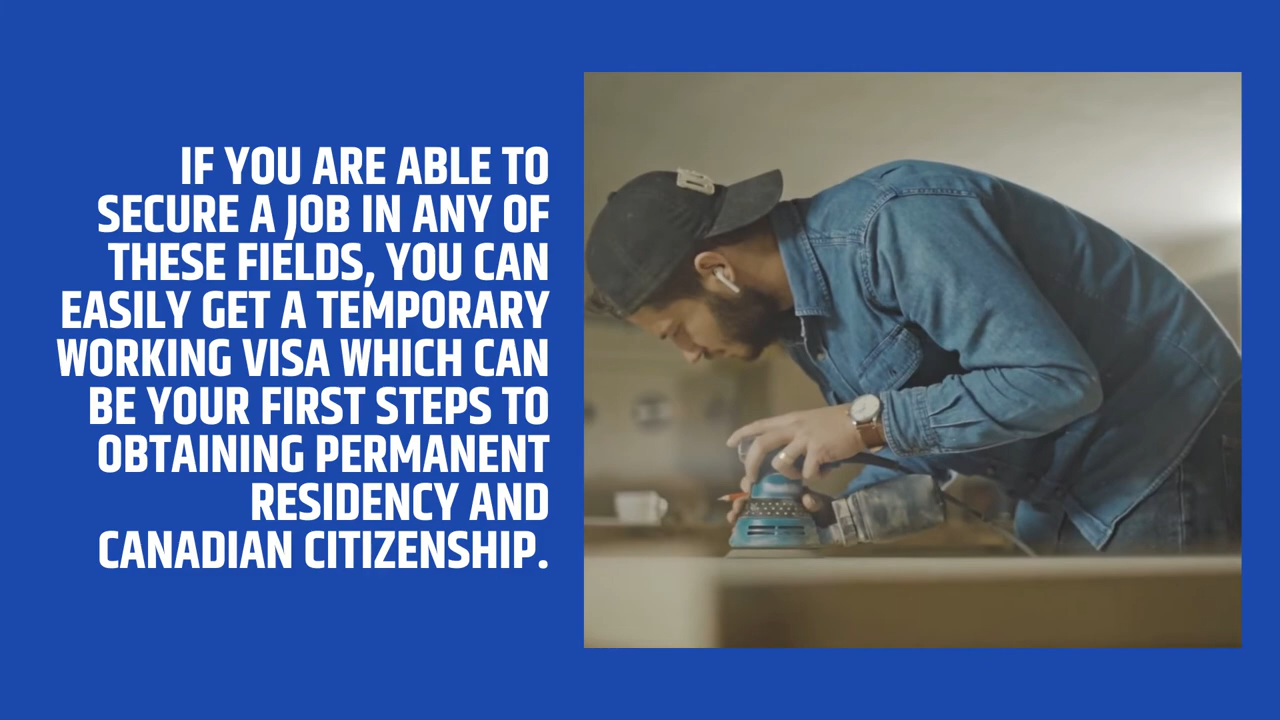 IF YOU ARE ABLE TO
SECURE A JOB IN ANY OF
THESE FIELDS, YOU CAN
EASILY GET A TEMPORARY
WORKING VISA WHICH CAN
BE YOUR FIRST STEPS TO
OBTAINING PERMANENT
RESIDENCY AND
CANADIAN CITIZENSHIP.